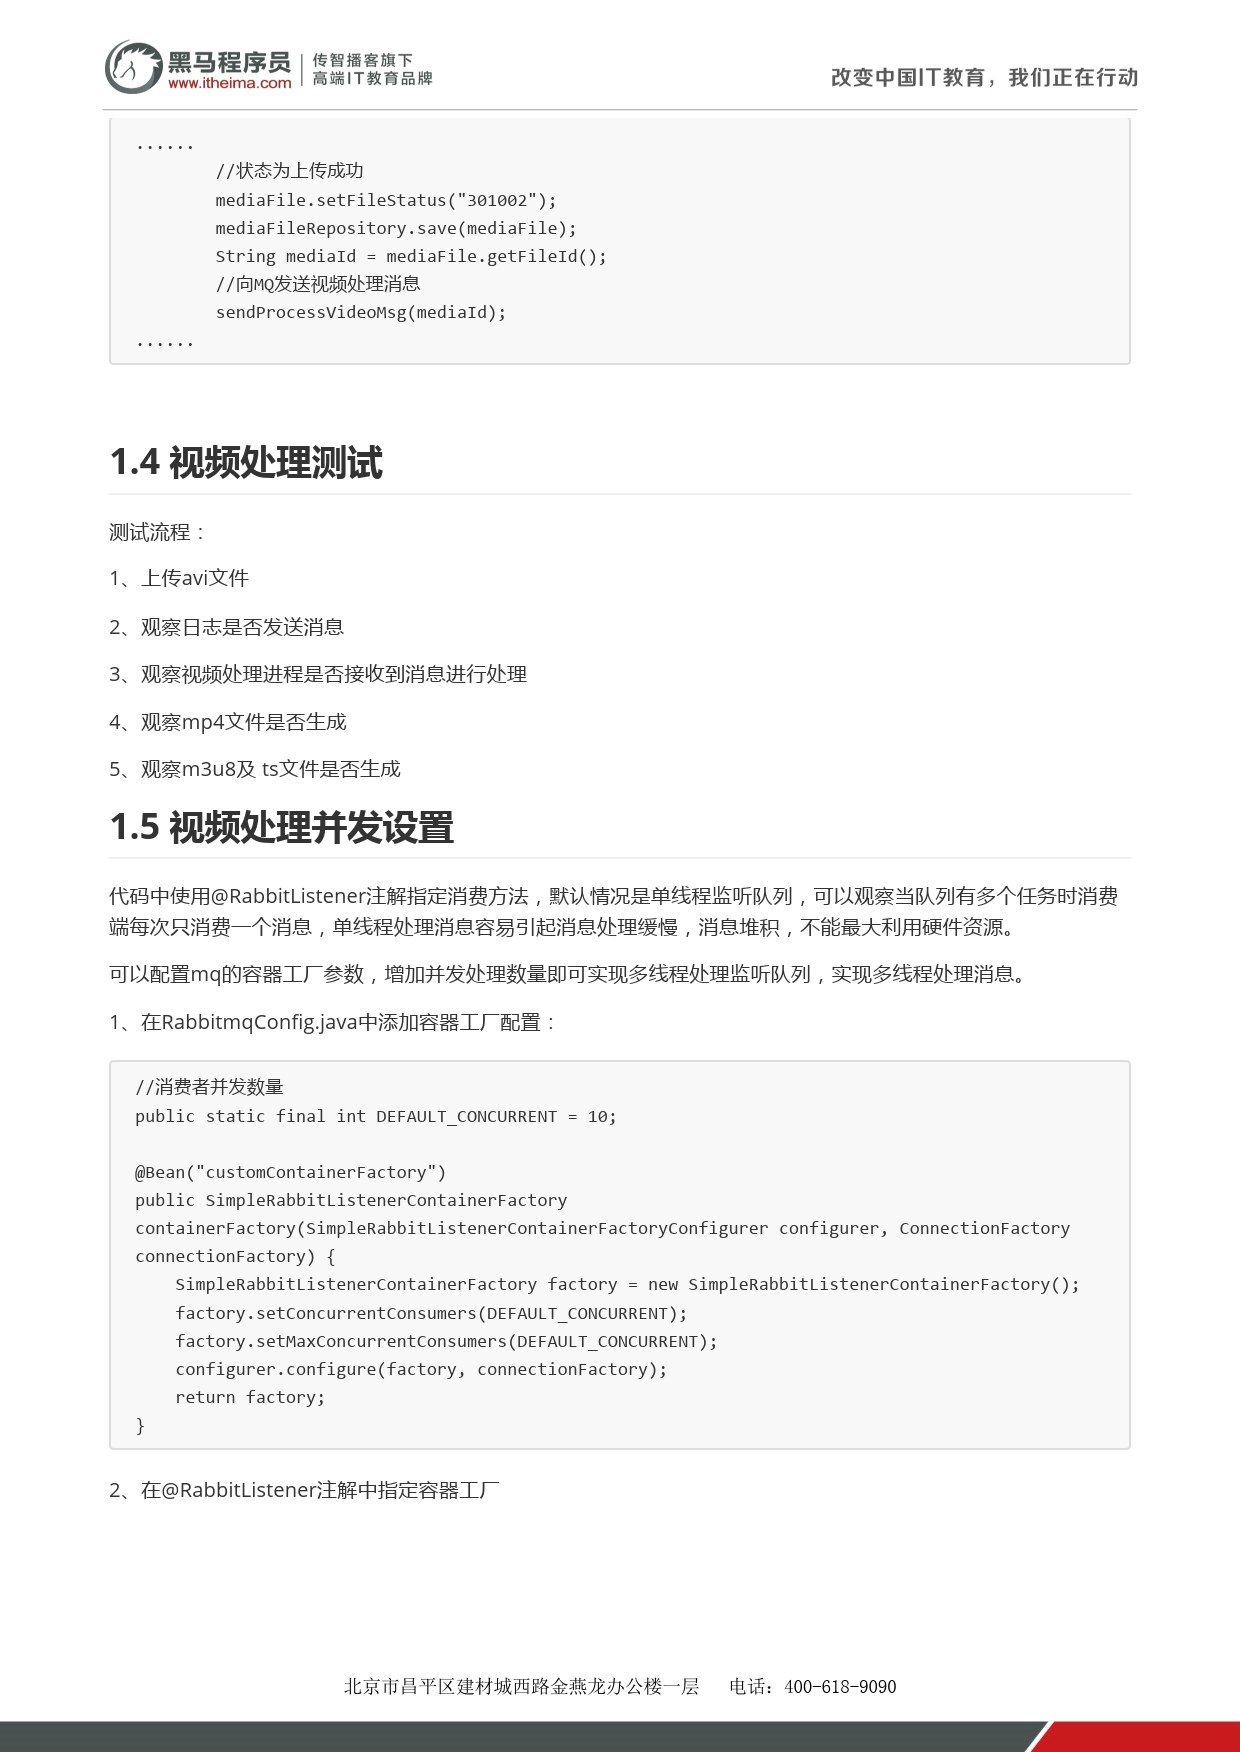 黑马程序员
www.itheima.com
传智播客旗下
高端IT教育品牌
改变中国IT教育，我们正在行动
......
        //状态为上传成功
        mediaFile.setFileStatus("301002");
        mediaFileRepository.save(mediaFile);
        String mediaId = mediaFile.getFileId();
        //向MQ发送视频处理消息
        sendProcessVideoMsg(mediaId);
......
1.4 视频处理测试
测试流程：
1、上传avi文件
2、观察日志是否发送消息
3、观察视频处理进程是否接收到消息进行处理
4、观察mp4文件是否生成
5、观察m3u8及 ts文件是否生成
1.5 视频处理并发设置
代码中使用@RabbitListener注解指定消费方法，默认情况是单线程监听队列，可以观察当队列有多个任务时消费
端每次只消费一个消息，单线程处理消息容易引起消息处理缓慢，消息堆积，不能最大利用硬件资源。
可以配置mq的容器工厂参数，增加并发处理数量即可实现多线程处理监听队列，实现多线程处理消息。
1、在RabbitmqConfig.java中添加容器工厂配置：
//消费者并发数量
public static final int DEFAULT_CONCURRENT = 10;
@Bean("customContainerFactory")
public SimpleRabbitListenerContainerFactory
containerFactory(SimpleRabbitListenerContainerFactoryConfigurer configurer, ConnectionFactory
connectionFactory) {
    SimpleRabbitListenerContainerFactory factory = new SimpleRabbitListenerContainerFactory();
    factory.setConcurrentConsumers(DEFAULT_CONCURRENT);
    factory.setMaxConcurrentConsumers(DEFAULT_CONCURRENT);
    configurer.configure(factory, connectionFactory);
    return factory;
}
2、在@RabbitListener注解中指定容器工厂
北京市昌平区建材城西路金燕龙办公楼一层 电话：400-618-9090